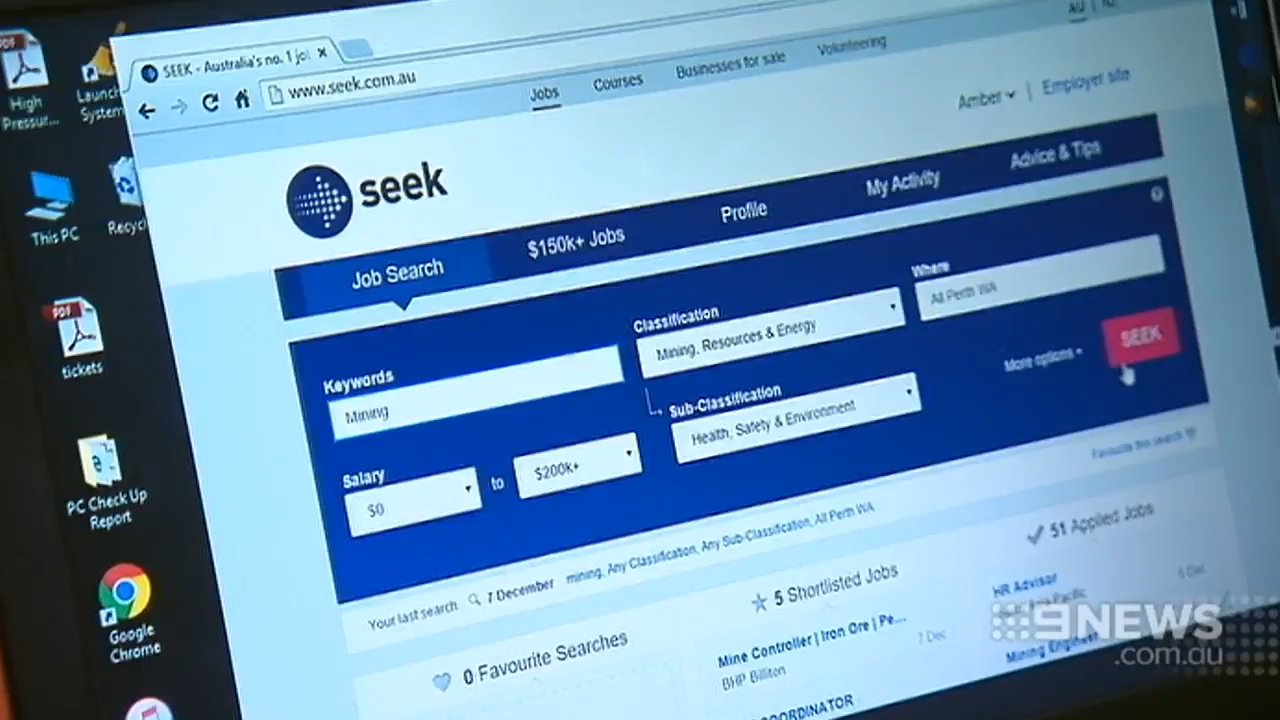 High
Pressur...
Launch
System
This PC
Recycl
PDF
tickets
PC Check Up
Report
Google
Chrome
SEEK - Australia's no. 1 jo
www.seek.com.au
Jobs
Courses
Businesses for sale
Volunteering
AU |
Amber
Employer site
seek
Job Search
$150k+ Jobs
Profile
My Activity
Advice & Tips
Keywords
Mining
Classification
Mining, Resources & Energy
Where
All Perth WA
Sub-Classification
Health, Safety & Environment
More options
SEEK
Salary
$0
to
$200k+
Favourite this search
Your last search
7 December
mining, Any Classification, Any Sub-Classification, All Perth WA
0 Favourite Searches
5 Shortlisted Jobs
Mine Controller | Iron Ore | Pe...
7 Dec
BHP Billiton
COORDINATOR
51 Applied Jobs
HR Advisor
Mining Engineer
9NEWS
.com.au